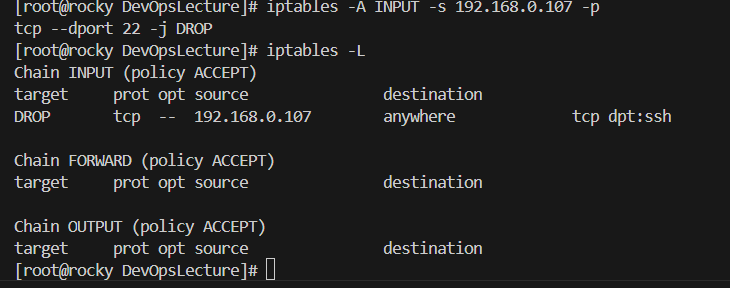 [root@rocky DevOpsLecture]# iptables -A INPUT -s 192.168.0.107 -p
tcp --dport 22 -j DROP
[root@rocky DevOpsLecture]# iptables -L
Chain INPUT (policy ACCEPT)
target     prot opt source               destination
DROP       tcp  --  192.168.0.107        anywhere             tcp dpt:ssh
Chain FORWARD (policy ACCEPT)
target     prot opt source               destination
Chain OUTPUT (policy ACCEPT)
target     prot opt source               destination
[root@rocky DevOpsLecture]#